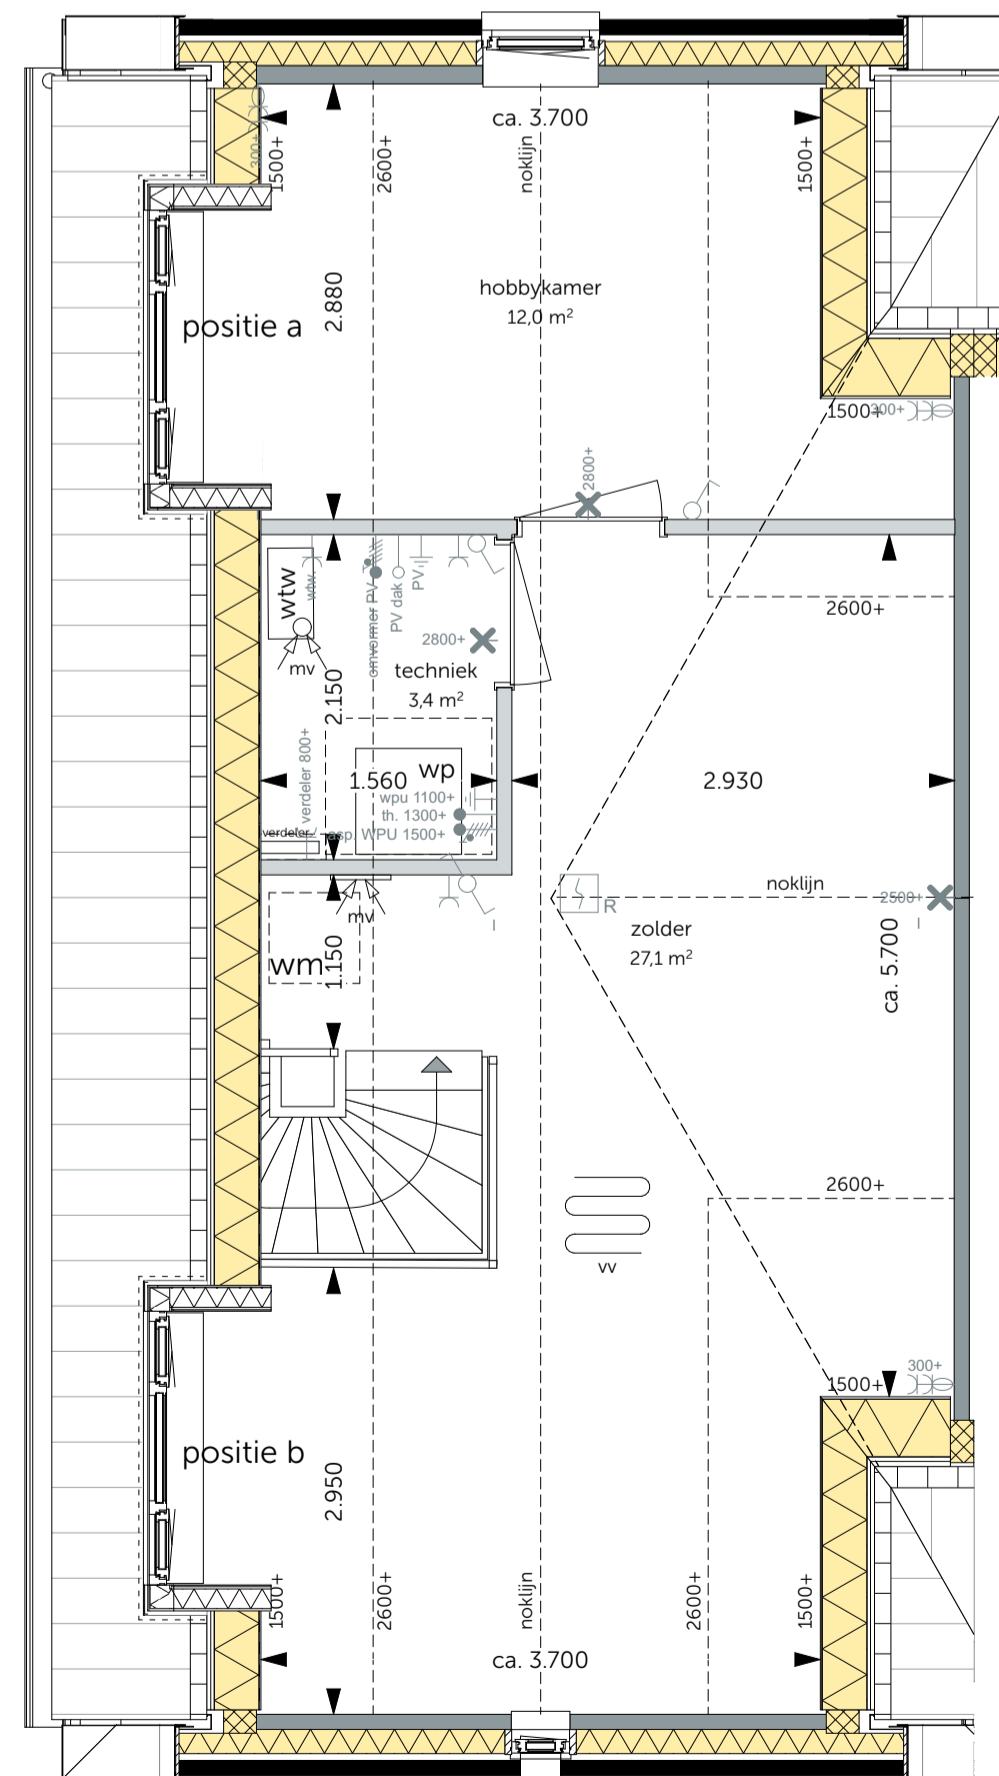 ca. 3.700
300+
1500+
2600+
noklijn
1500+
hobbykamer
12,0 m²
2.880
positie a
1500+
300+
2800+
wtw
wtw
omvormer PV
PV dak
PV
2600+
2800+
mv
techniek
3,4 m²
2.150
verdeler 800+
1.560
wp
2.930
wpu 1100+
th. 1300+
verdeler
asp. WPU 1500+
noklijn
2500+
mv
R
zolder
27,1 m²
wm
1.150
ca. 5.700
2600+
vv
300+
1500+
positie b
2.950
1500+
2600+
noklijn
2600+
1500+
ca. 3.700